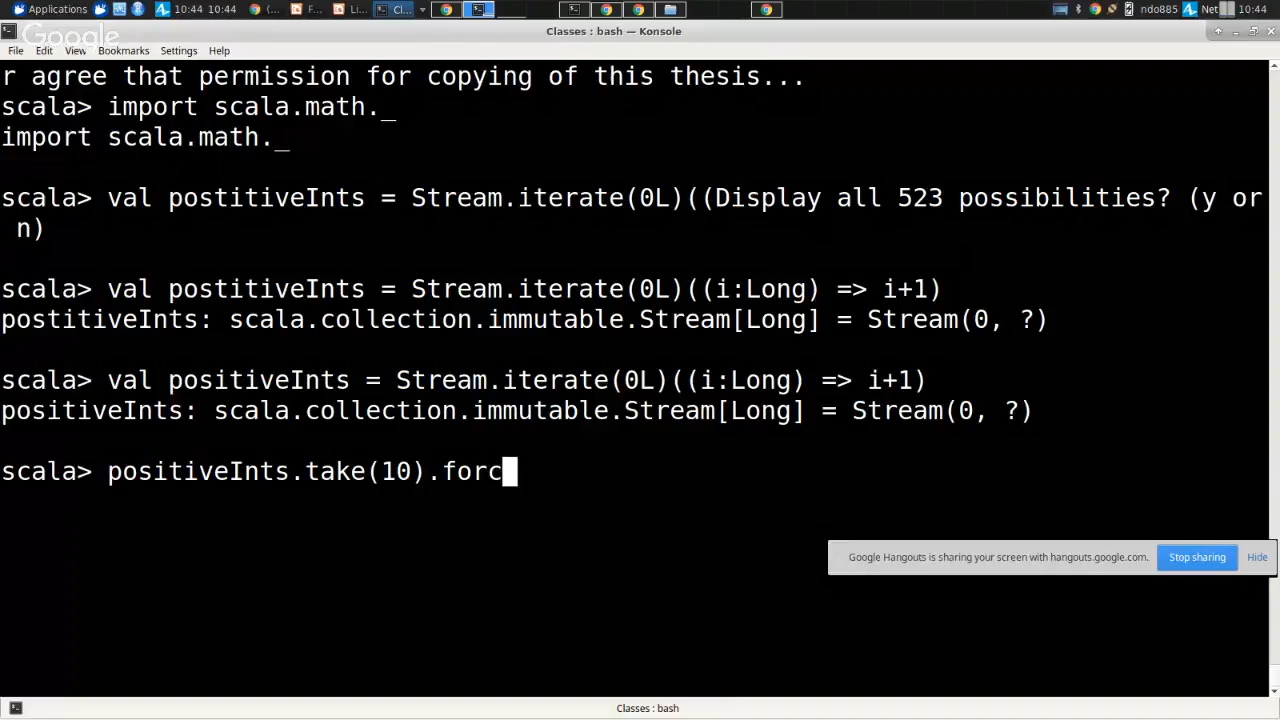 Applications 10:44 10:44 (... F... Li... Cl... ndo885 Net 10:44
Google
Classes : bash — Konsole
File Edit View Bookmarks Settings Help
r agree that permission for copying of this thesis...
scala> import scala.math._
import scala.math._
scala> val postitiveInts = Stream.iterate(0L)((Display all 523 possibilities? (y or
n)
scala> val postitiveInts = Stream.iterate(0L)((i:Long) => i+1)
postitiveInts: scala.collection.immutable.Stream[Long] = Stream(0, ?)
scala> val positiveInts = Stream.iterate(0L)((i:Long) => i+1)
positiveInts: scala.collection.immutable.Stream[Long] = Stream(0, ?)
scala> positiveInts.take(10).forc
Google Hangouts is sharing your screen with hangouts.google.com. Stop sharing Hide
Classes : bash